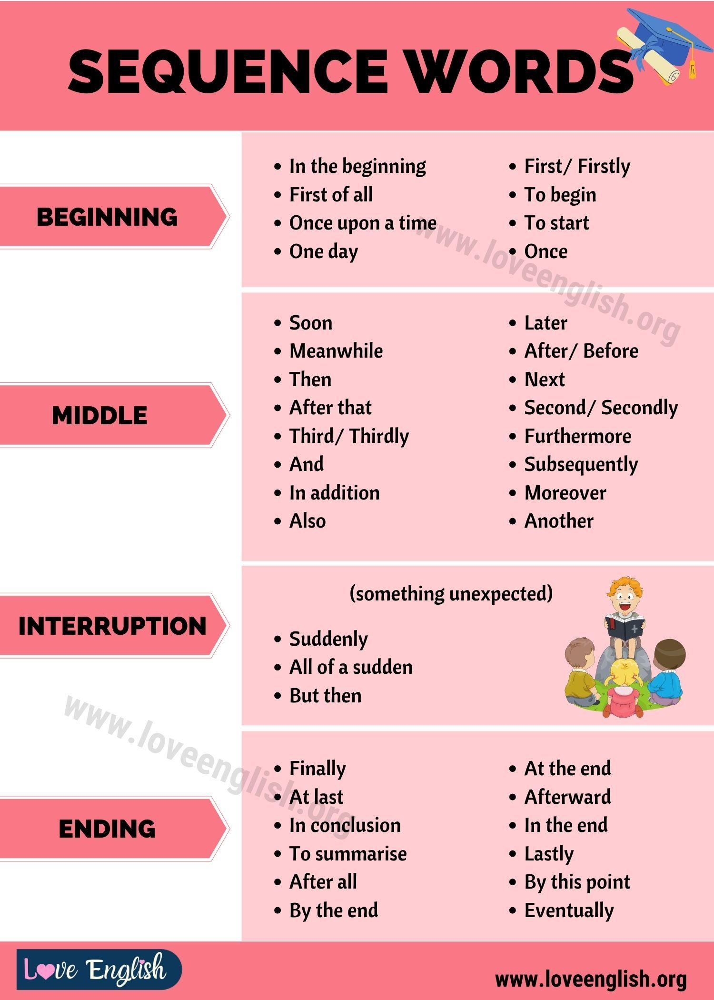 SEQUENCE WORDS
BEGINNING
In the beginning
First of all
Once upon a time
One day
First/ Firstly
To begin
To start
Once
www.loveenglish.org
MIDDLE
Soon
Meanwhile
Then
After that
Third/ Thirdly
And
In addition
Also
Later
After/ Before
Next
Second/ Secondly
Furthermore
Subsequently
Moreover
Another
INTERRUPTION
(something unexpected)
Suddenly
All of a sudden
But then
www.loveenglish.org
ENDING
Finally
At last
In conclusion
To summarise
After all
By the end
At the end
Afterward
In the end
Lastly
By this point
Eventually
Love English
www.loveenglish.org